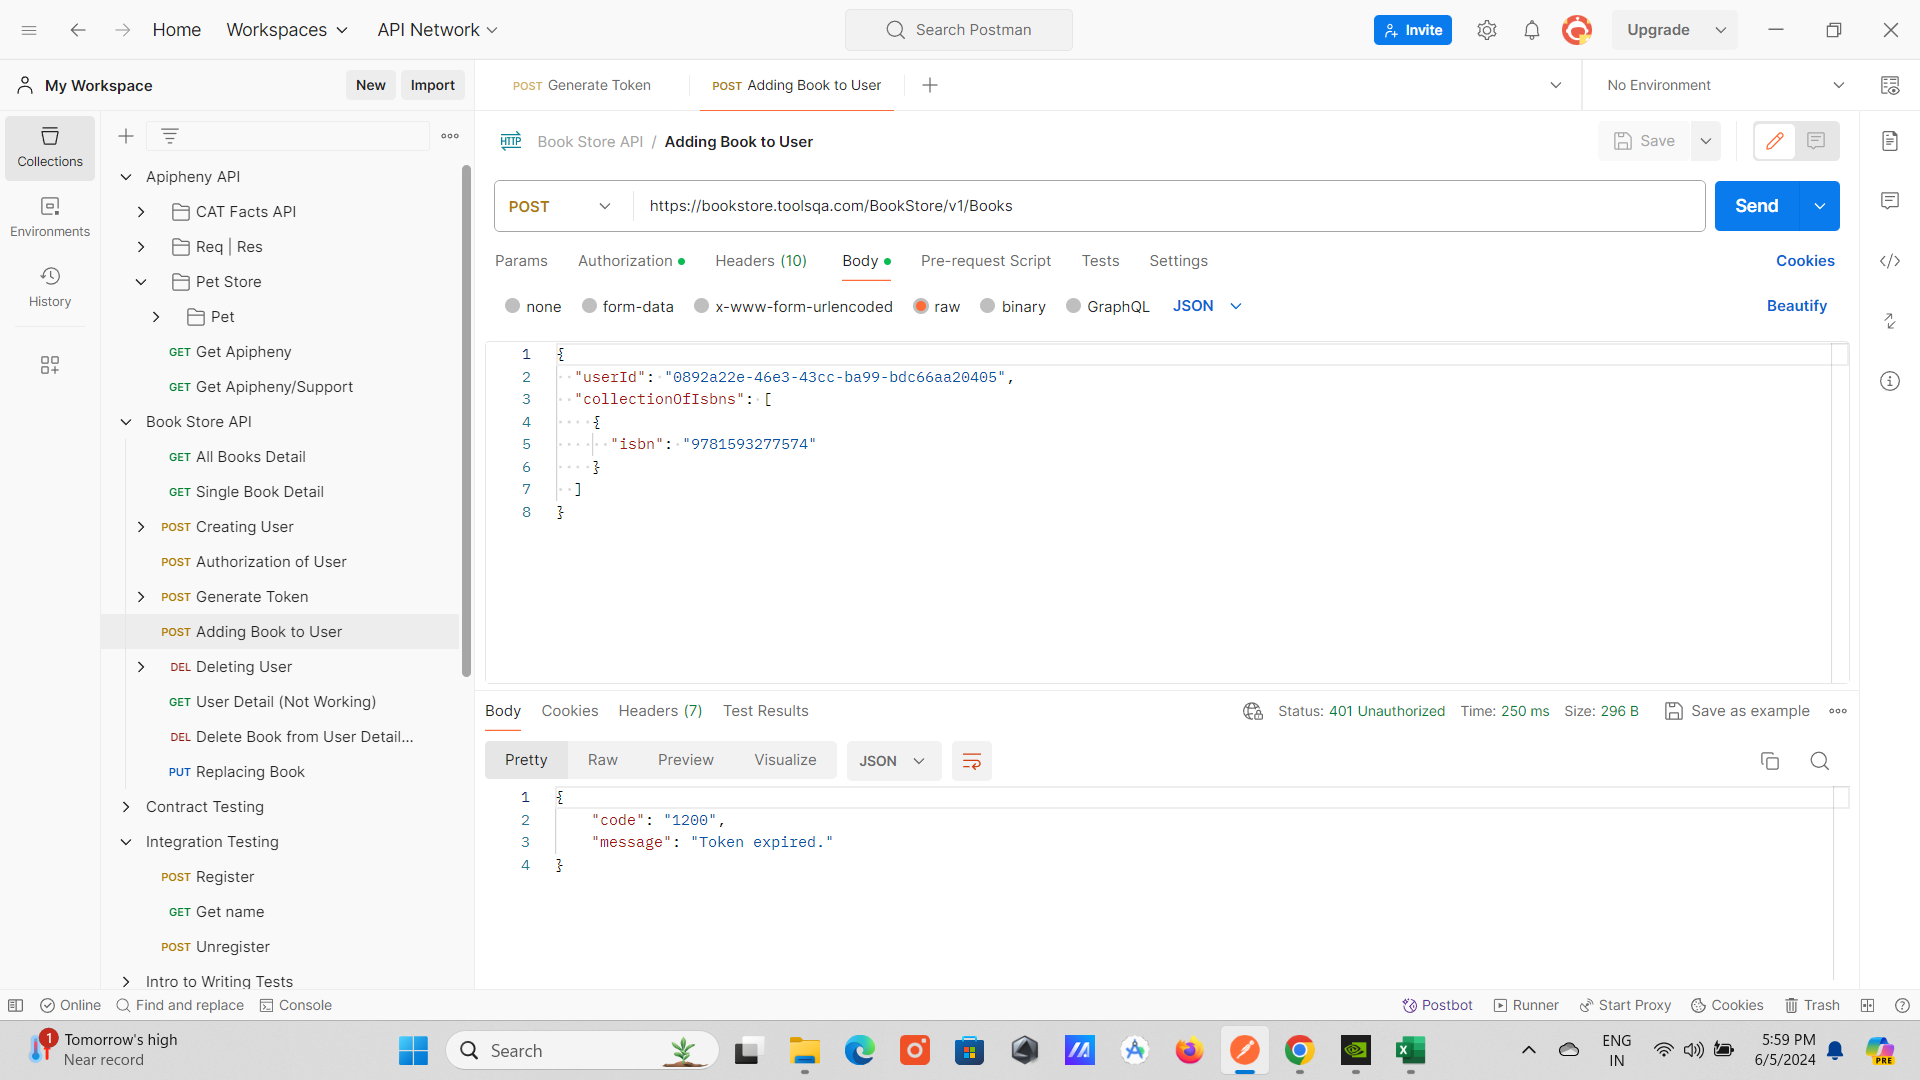 Home
Workspaces
API Network
Search Postman
Invite
Upgrade
My Workspace
New
Import
POST Generate Token
POST Adding Book to User
No Environment
Collections
Environments
History
Apipheny API
CAT Facts API
Req | Res
Pet Store
Pet
GET Get Apipheny
GET Get Apipheny/Support
Book Store API
GET All Books Detail
GET Single Book Detail
POST Creating User
POST Authorization of User
POST Generate Token
POST Adding Book to User
DEL Deleting User
GET User Detail (Not Working)
DEL Delete Book from User Detail...
PUT Replacing Book
Contract Testing
Integration Testing
POST Register
GET Get name
POST Unregister
Intro to Writing Tests
HTTP Book Store API / Adding Book to User
Save
POST
https://bookstore.toolsqa.com/BookStore/v1/Books
Send
Params
Authorization
Headers (10)
Body
Pre-request Script
Tests
Settings
Cookies
none
form-data
x-www-form-urlencoded
raw
binary
GraphQL
JSON
Beautify
1 {
2 "userId": "0892a22e-46e3-43cc-ba99-bdc66aa20405",
3 "collectionOfIsbns": [
4 {
5 "isbn": "9781593277574"
6 }
7 ]
8 }
Body
Cookies
Headers (7)
Test Results
Status: 401 Unauthorized
Time: 250 ms
Size: 296 B
Save as example
Pretty
Raw
Preview
Visualize
JSON
1 {
2 "code": "1200",
3 "message": "Token expired."
4 }
Online
Find and replace
Console
Postbot
Runner
Start Proxy
Cookies
Trash
1
Tomorrow's high
Near record
Search
ENG
IN
5:59 PM
6/5/2024
PRE